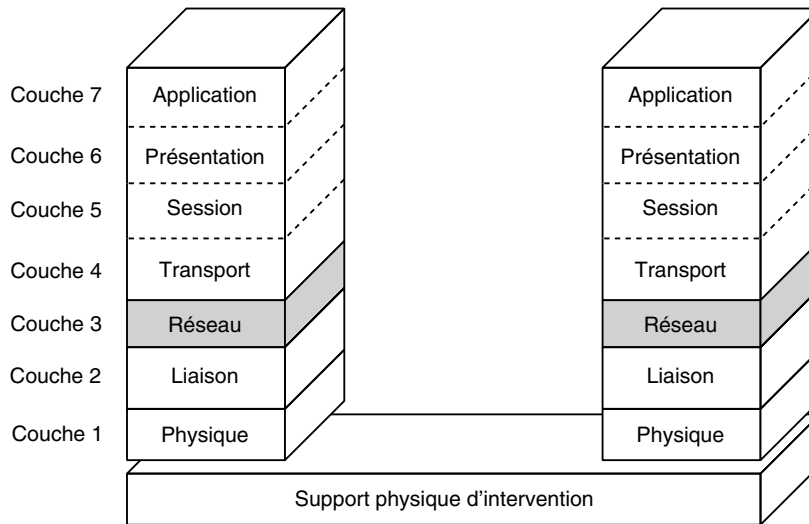 Couche 7 Application Application
Couche 6 Présentation Présentation
Couche 5 Session Session
Couche 4 Transport Transport
Couche 3 Réseau Réseau
Couche 2 Liaison Liaison
Couche 1 Physique Physique
Support physique d'intervention